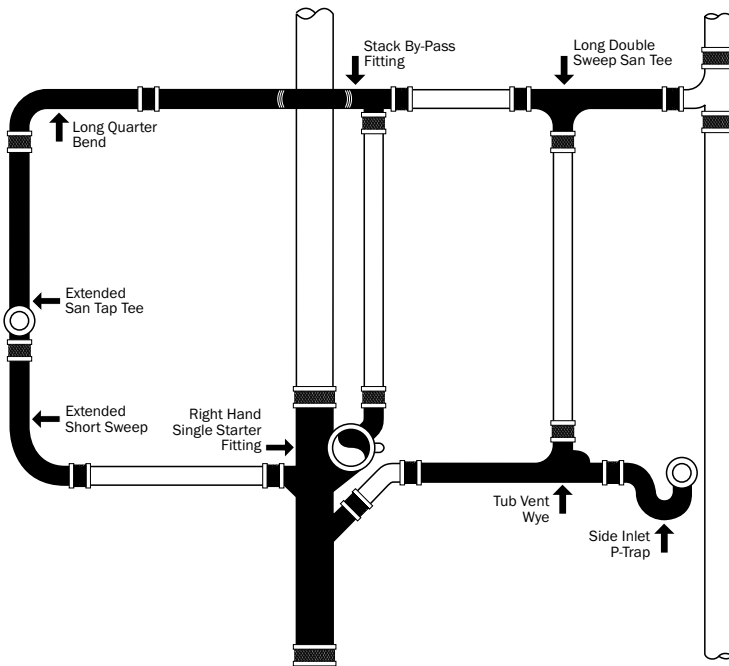 Stack By-Pass
Fitting
Long Double
Sweep San Tee
Long Quarter
Bend
Extended
San Tap Tee
Extended
Short Sweep
Right Hand
Single Starter
Fitting
Tub Vent
Wye
Side Inlet
P-Trap